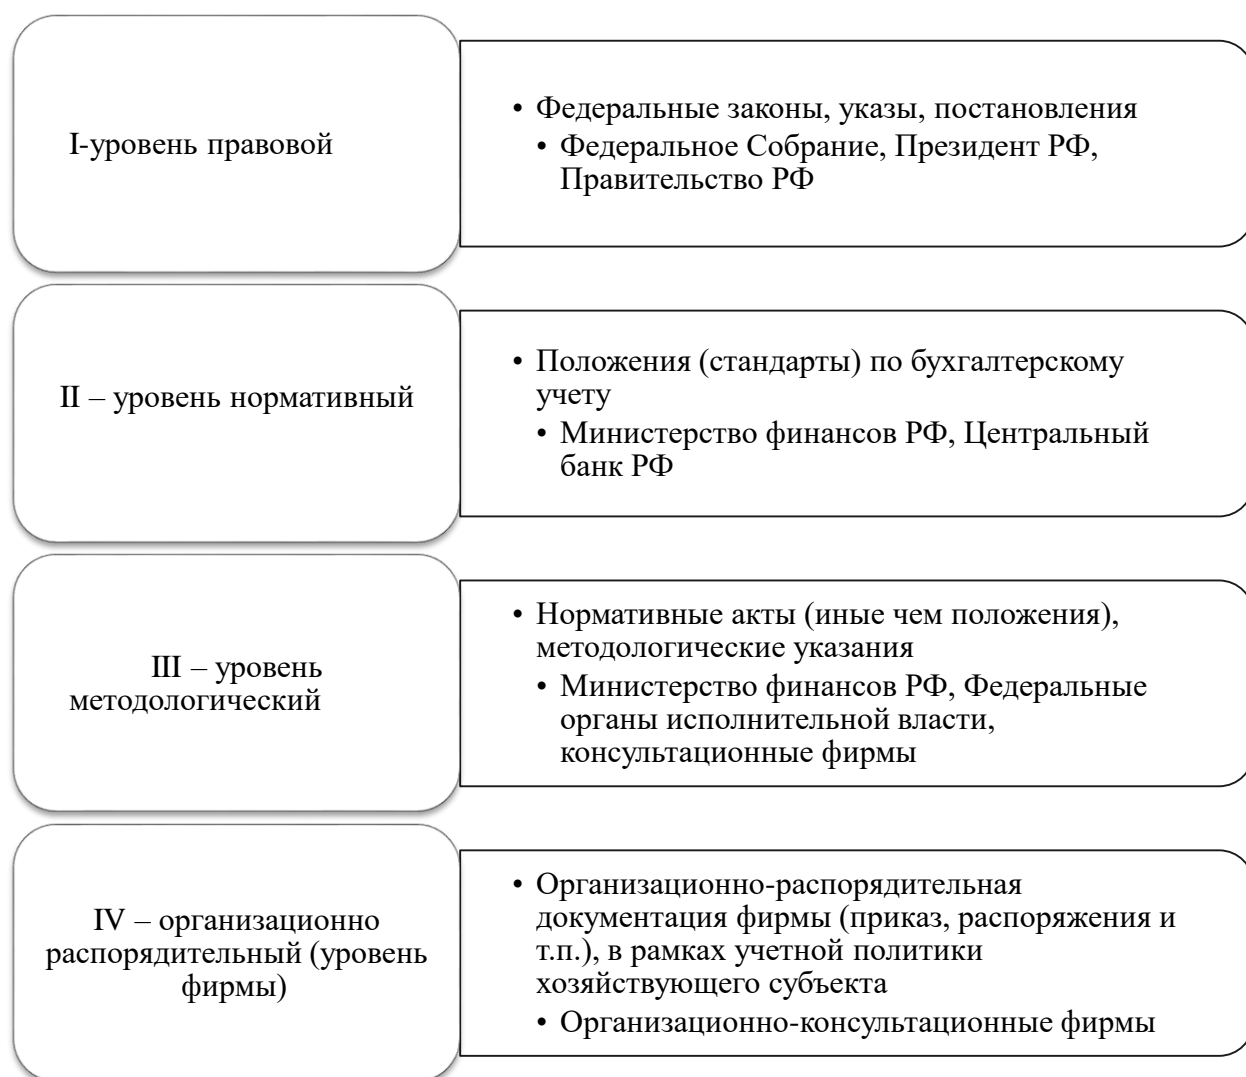 I-уровень правовой
• Федеральные законы, указы, постановления
• Федеральное Собрание, Президент РФ,
Правительство РФ
II – уровень нормативный
• Положения (стандарты) по бухгалтерскому
учету
• Министерство финансов РФ, Центральный
банк РФ
III – уровень
методологический
• Нормативные акты (иные чем положения),
методологические указания
• Министерство финансов РФ, Федеральные
органы исполнительной власти,
консультационные фирмы
IV – организационно
распорядительный (уровень
фирмы)
• Организационно-распорядительная
документация фирмы (приказ, распоряжения и
т.п.), в рамках учетной политики
хозяйствующего субъекта
• Организационно-консультационные фирмы